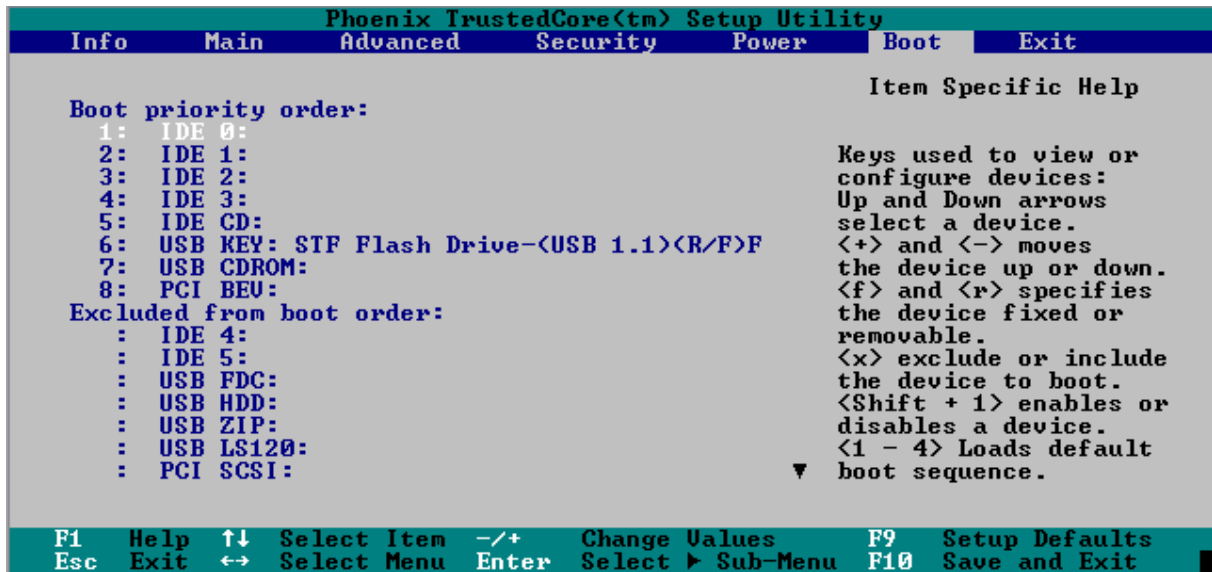 Phoenix TrustedCore(tm) Setup Utility
Info Main Advanced Security Power Boot Exit
Boot priority order:
1: IDE 0:
2: IDE 1:
3: IDE 2:
4: IDE 3:
5: IDE CD:
6: USB KEY: STF Flash Drive-(USB 1.1)(R/F)F
7: USB CDROM:
8: PCI BEV:
Excluded from boot order:
: IDE 4:
: IDE 5:
: USB FDC:
: USB HDD:
: USB ZIP:
: USB LS120:
: PCI SCSI:
Item Specific Help
Keys used to view or
configure devices:
Up and Down arrows
select a device.
<+> and <-> moves
the device up or down.
<f> and <r> specifies
the device fixed or
removable.
<x> exclude or include
the device to boot.
<Shift + 1> enables or
disables a device.
<1 - 4> Loads default
boot sequence.
F1 Help ↑↓ Select Item -/+ Change Values F9 Setup Defaults
Esc Exit ↔ Select Menu Enter Select ▶ Sub-Menu F10 Save and Exit